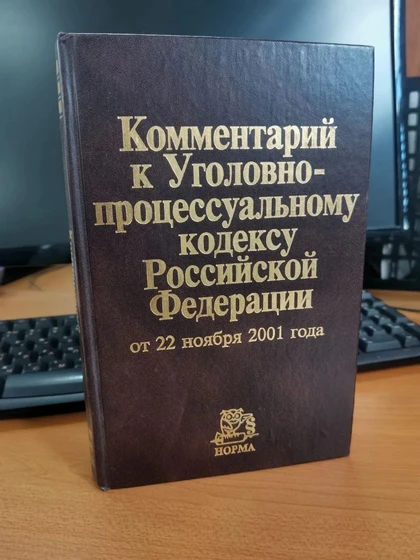 Комментарий
к Уголовно-
процессуальному
кодексу
Российской
Федерации
от 22 ноября 2001 года
НОРМА